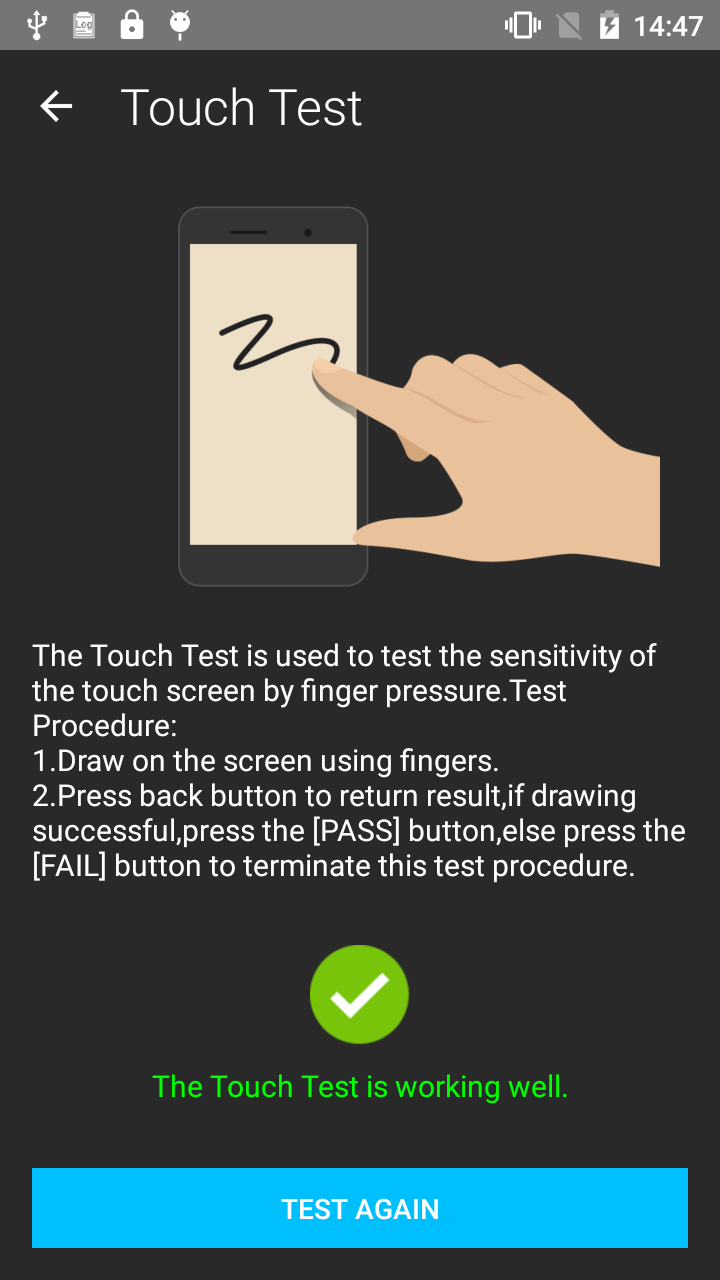 Log
14:47
Touch Test
The Touch Test is used to test the sensitivity of
the touch screen by finger pressure.Test
Procedure:
1.Draw on the screen using fingers.
2.Press back button to return result,if drawing
successful,press the [PASS] button,else press the
[FAIL] button to terminate this test procedure.
The Touch Test is working well.
TEST AGAIN